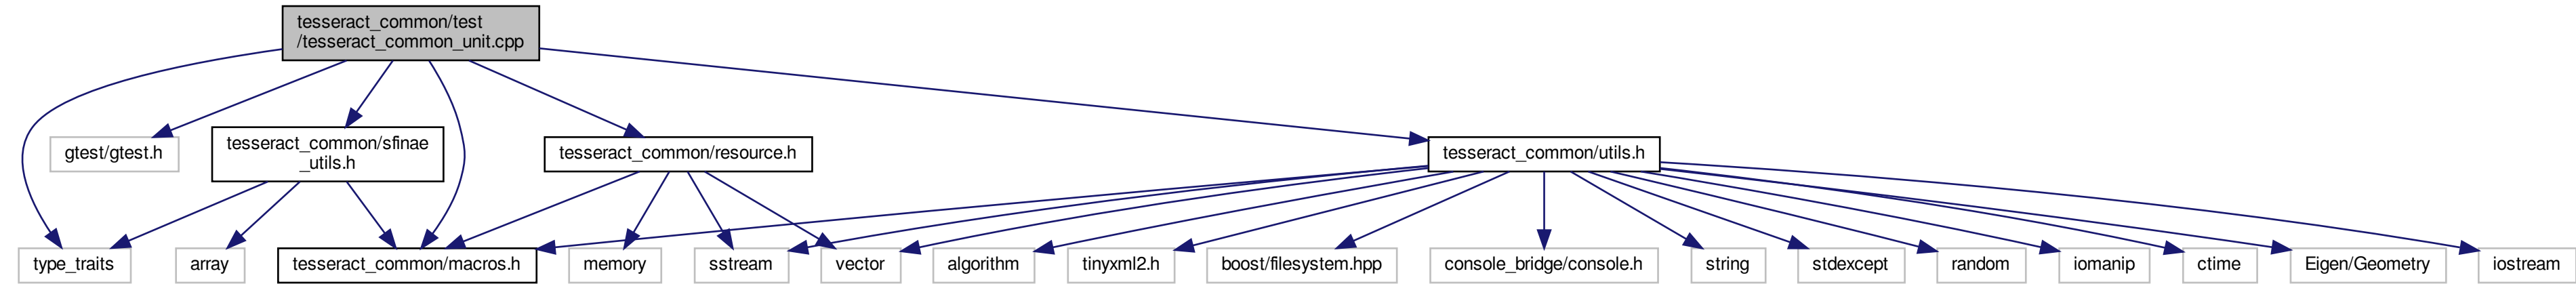 tesseract_common/test
/tesseract_common_unit.cpp
gtest/gtest.h
tesseract_common/sfinae
_utils.h
tesseract_common/resource.h
tesseract_common/utils.h
type_traits
array
tesseract_common/macros.h
memory
sstream
vector
algorithm
tinyxml2.h
boost/filesystem.hpp
console_bridge/console.h
string
stdexcept
random
iomanip
ctime
Eigen/Geometry
iostream